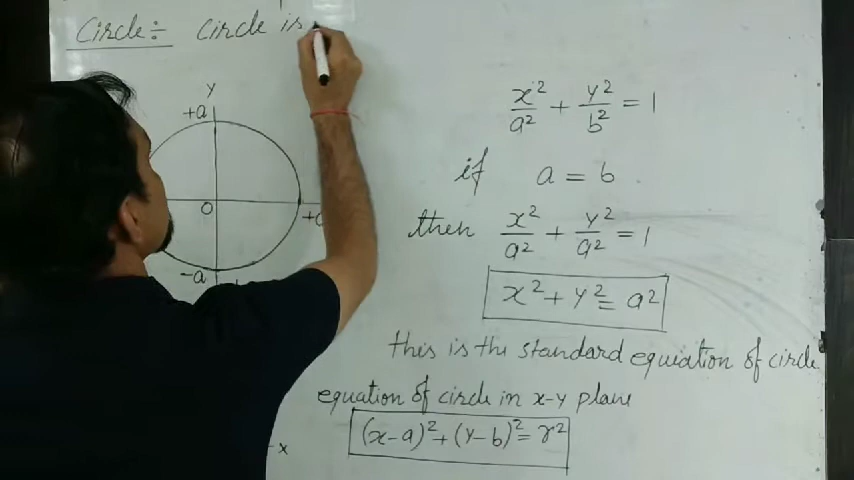 Circle÷ Circle is
y
+a
O
-a
x
x²/a² + y²/b² = 1
if a = b
then x²/a² + y²/a² = 1
x² + y² = a²
this is the standard equation of circle
equation of circle in x-y plane
(x-a)² + (y-b)² = r²